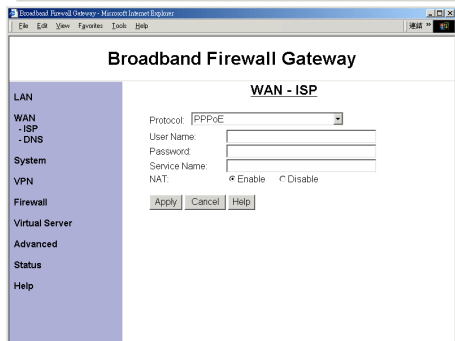 Broadband Firewall Gateway - Microsoft Internet Explorer
File Edit View Favorites Tools Help 連結 »
Broadband Firewall Gateway
LAN
WAN
- ISP
- DNS
System
VPN
Firewall
Virtual Server
Advanced
Status
Help
WAN - ISP
Protocol: PPPoE
User Name:
Password:
Service Name:
NAT: Enable Disable
Apply Cancel Help